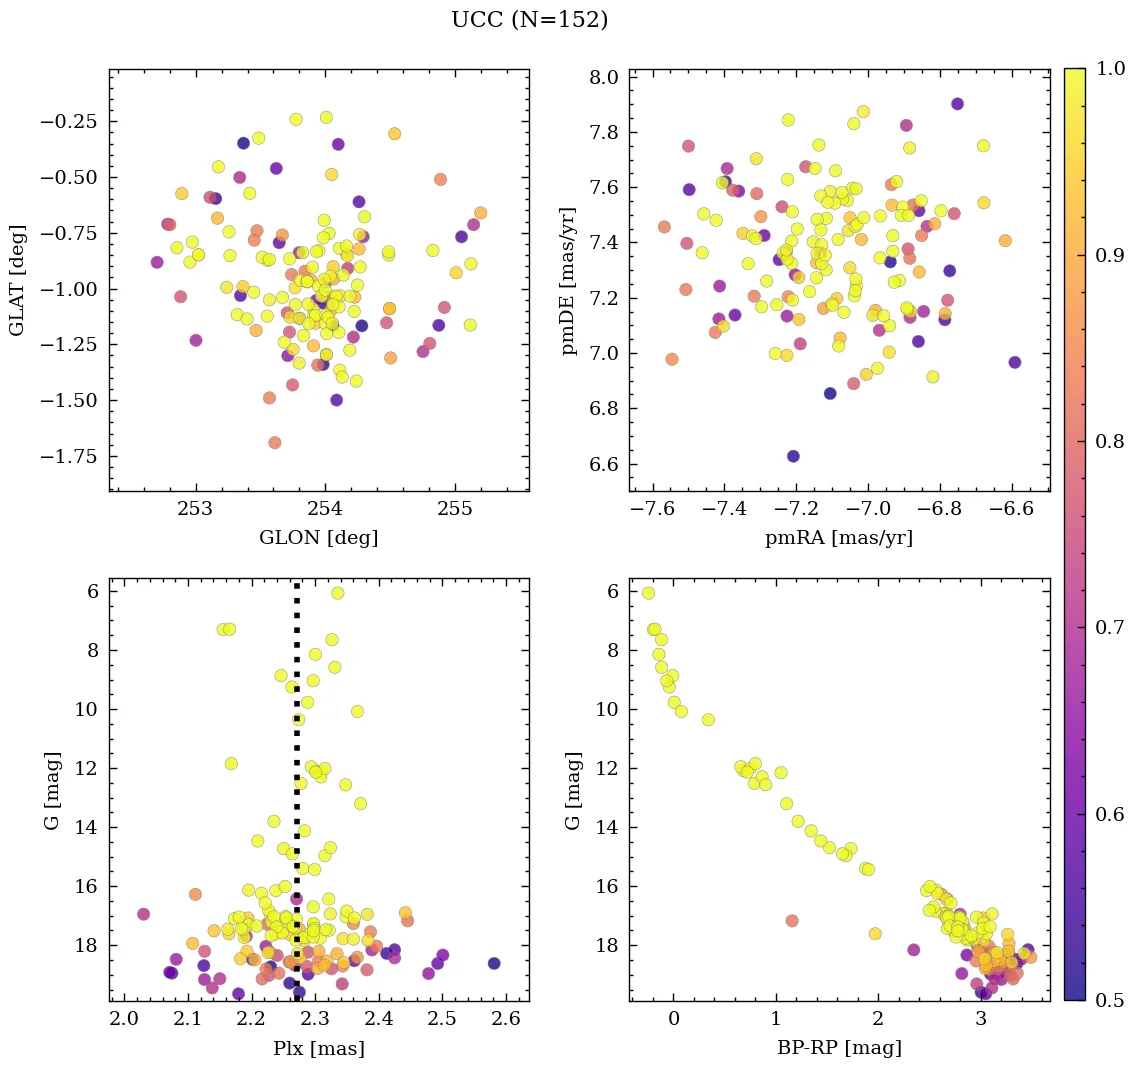 UCC (N=152)
−0.25
−0.50
−0.75
−1.00
−1.25
−1.50
−1.75
GLAT [deg]
253 254 255
GLON [deg]
8.0
7.8
7.6
7.4
7.2
7.0
6.8
6.6
pmDE [mas/yr]
−7.6 −7.4 −7.2 −7.0 −6.8 −6.6
pmRA [mas/yr]
6
8
10
12
14
16
18
G [mag]
2.0 2.1 2.2 2.3 2.4 2.5 2.6
Plx [mas]
6
8
10
12
14
16
18
G [mag]
0 1 2 3
BP-RP [mag]
1.0
0.9
0.8
0.7
0.6
0.5